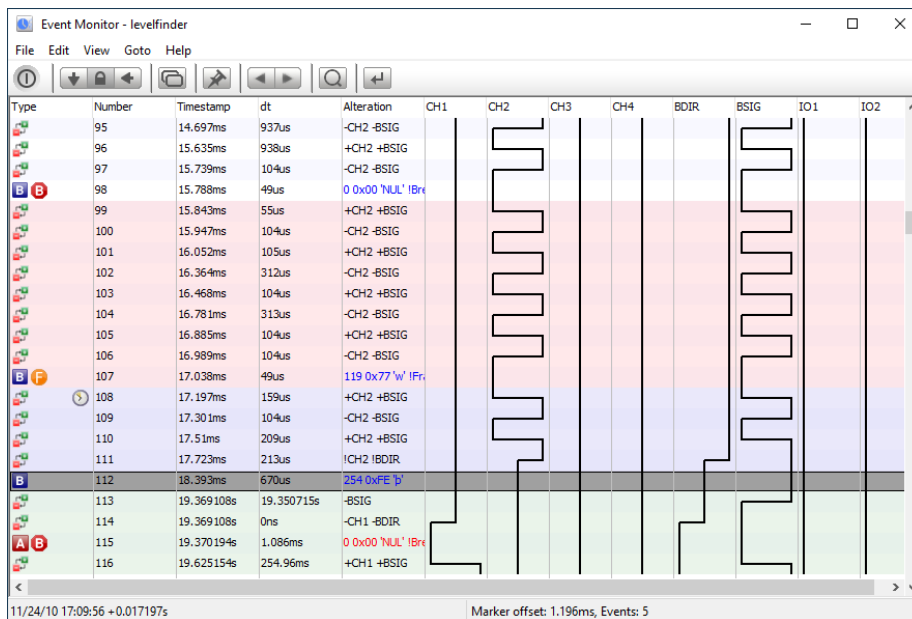 Event Monitor - levelfinder
File Edit View Goto Help
Type Number Timestamp dt Alteration CH1 CH2 CH3 CH4 BDIR BSIG IO1 IO2
95 14.697ms 937us -CH2 -BSIG
96 15.635ms 938us +CH2 +BSIG
97 15.739ms 104us -CH2 -BSIG
B B 98 15.788ms 49us 0 0x00 'NUL' !Bre
99 15.843ms 55us +CH2 +BSIG
100 15.947ms 104us -CH2 -BSIG
101 16.052ms 105us +CH2 +BSIG
102 16.364ms 312us -CH2 -BSIG
103 16.468ms 104us +CH2 +BSIG
104 16.781ms 313us -CH2 -BSIG
105 16.885ms 104us +CH2 +BSIG
106 16.989ms 104us -CH2 -BSIG
B F 107 17.038ms 49us 119 0x77 'w' !Fra
108 17.197ms 159us +CH2 +BSIG
109 17.301ms 104us -CH2 -BSIG
110 17.51ms 209us +CH2 +BSIG
111 17.723ms 213us !CH2 !BDIR
B 112 18.393ms 670us 254 0xFE 'þ'
113 19.369108s 19.350715s -BSIG
114 19.369108s 0ns -CH1 -BDIR
A B 115 19.370194s 1.086ms 0 0x00 'NUL' !Bre
116 19.625154s 254.96ms +CH1 +BSIG
11/24/10 17:09:56 +0.017197s Marker offset: 1.196ms, Events: 5